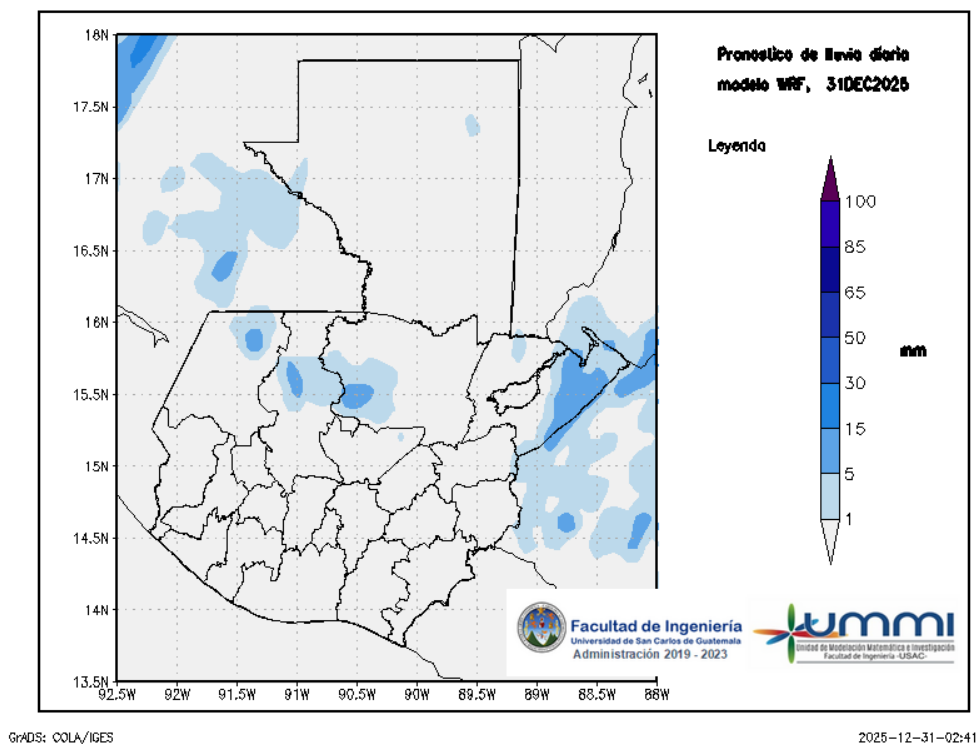 Pronostico de lluvia diaria
modelo WRF, 31DEC2025
Leyenda
100
85
65
50
30
15
5
1
mm
18N
17.5N
17N
16.5N
16N
15.5N
15N
14.5N
14N
13.5N
92.5W 92W 91.5W 91W 90.5W 90W 89.5W 89W 88.5W 88W
Facultad de Ingeniería
Universidad de San Carlos de Guatemala
Administración 2019 - 2023
ummi
Unidad de Modelación Matemática e Investigación
Facultad de Ingeniería -USAC-
GrADS: COLA/IGES
2025-12-31-02:41